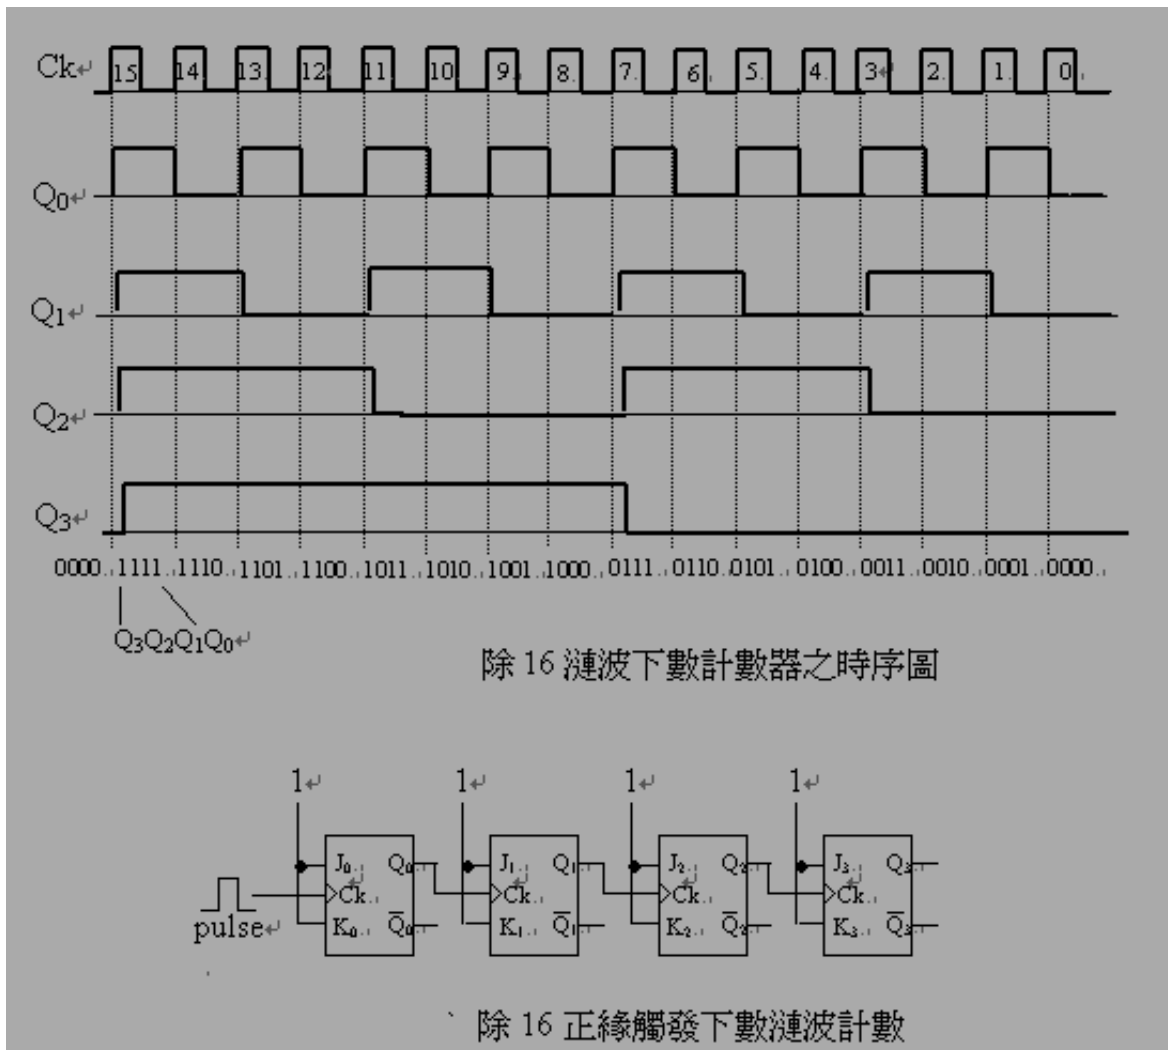 Ck↵ 15 14 13 12 11 10 9 8 7 6 5 4 3↵ 2 1 0
Q₀↵
Q₁↵
Q₂↵
Q₃↵
0000 1111 1110 1101 1100 1011 1010 1001 1000 0111 0110 0101 0100 0011 0010 0001 0000
Q₃Q₂Q₁Q₀↵
除 16 漣波下數計數器之時序圖
1↵ 1↵ 1↵ 1↵
J₀ Q₀ J₁ Q₁ J₂ Q₂ J₃ Q₃
Ck Ck Ck Ck
pulse↵ K₀ Q̅₀ K₁ Q̅₁ K₂ Q̅₂ K₃ Q̅₃
除 16 正緣觸發下數漣波計數